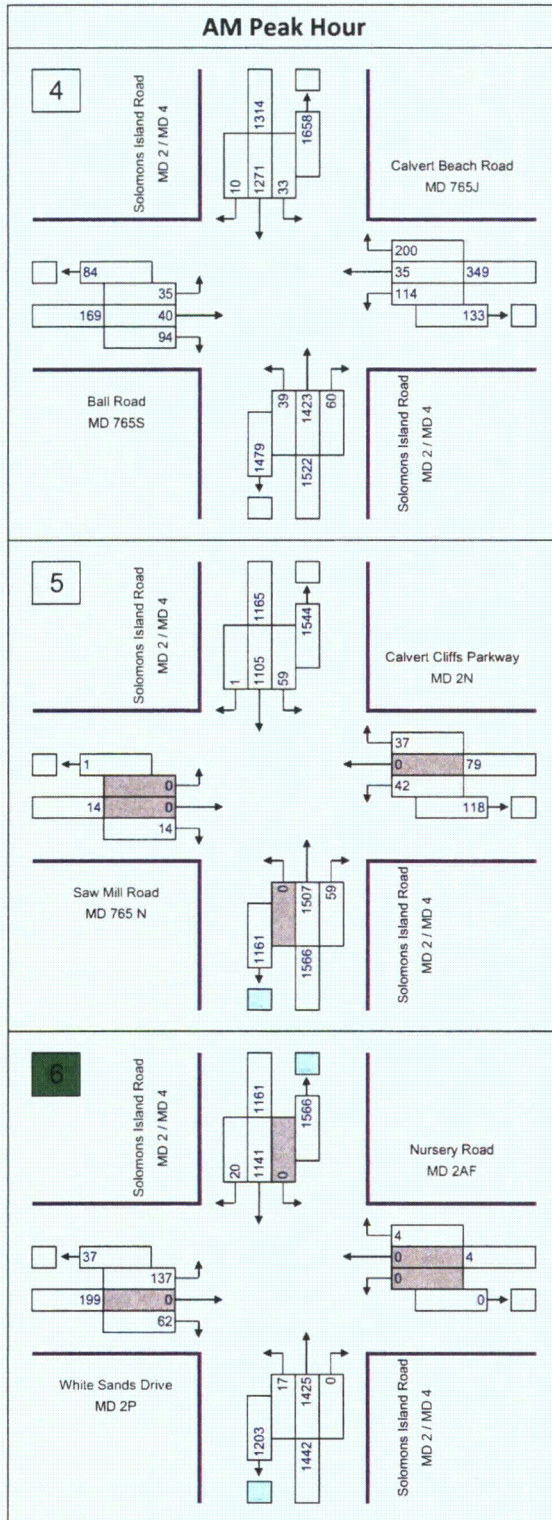 AM Peak Hour
4
Solomons Island Road
MD 2 / MD 4
1314
1658
10
1271
33
Calvert Beach Road
MD 765J
84
35
169
40
94
200
35
349
114
133
Ball Road
MD 765S
39
1423
60
1479
1522
Solomons Island Road
MD 2 / MD 4
5
Solomons Island Road
MD 2 / MD 4
1165
1544
1
1105
59
Calvert Cliffs Parkway
MD 2N
1
0
14
0
14
37
0
79
42
118
Saw Mill Road
MD 765 N
0
1507
59
1161
1566
Solomons Island Road
MD 2 / MD 4
6
Solomons Island Road
MD 2 / MD 4
1161
1566
20
1141
0
Nursery Road
MD 2AF
37
137
199
0
62
4
0
4
0
0
White Sands Drive
MD 2P
17
1425
0
1203
1442
Solomons Island Road
MD 2 / MD 4